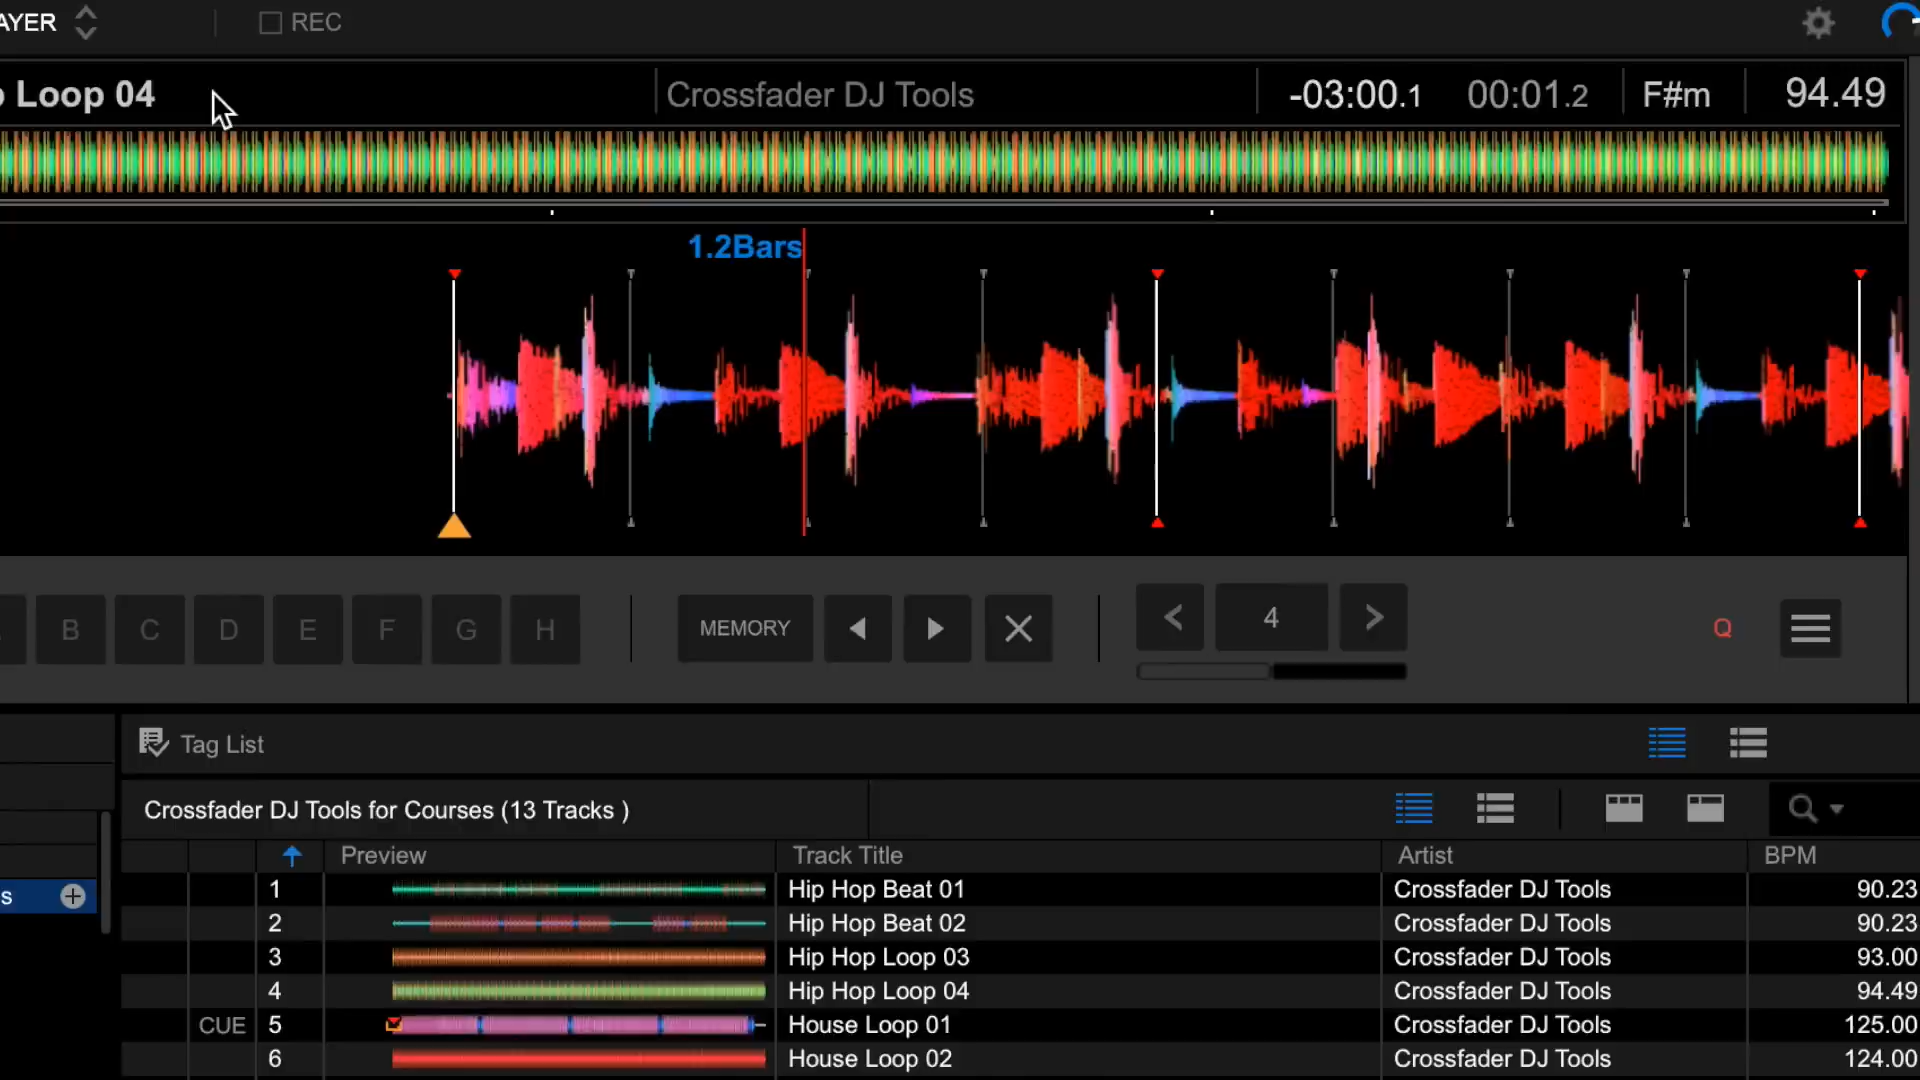 AYER
REC
Loop 04
Crossfader DJ Tools
-03:00.1
00:01.2
F#m
94.49
1.2Bars
B
C
D
E
F
G
H
MEMORY
4
Q
Tag List
Crossfader DJ Tools for Courses (13 Tracks )
Preview
Track Title
Artist
BPM
s
1
Hip Hop Beat 01
Crossfader DJ Tools
90.23
2
Hip Hop Beat 02
Crossfader DJ Tools
90.23
3
Hip Hop Loop 03
Crossfader DJ Tools
93.00
4
Hip Hop Loop 04
Crossfader DJ Tools
94.49
CUE
5
House Loop 01
Crossfader DJ Tools
125.00
6
House Loop 02
Crossfader DJ Tools
124.00